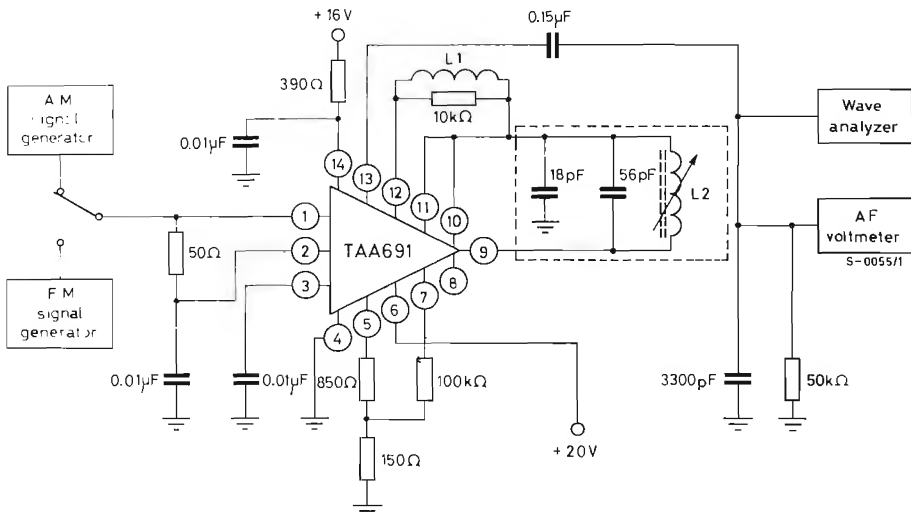 +16V
0.15µF
L1
390Ω
10kΩ
AM
signal
generator
0.01µF
Wave
analyzer
14
13
12
11
10
18pF
56pF
L2
1
50Ω
2
TAA691
9
AF
voltmeter
S-0055/1
3
8
7
6
FM
signal
generator
4
5
0.01µF
0.01µF
850Ω
100kΩ
3300pF
50kΩ
150Ω
+20V